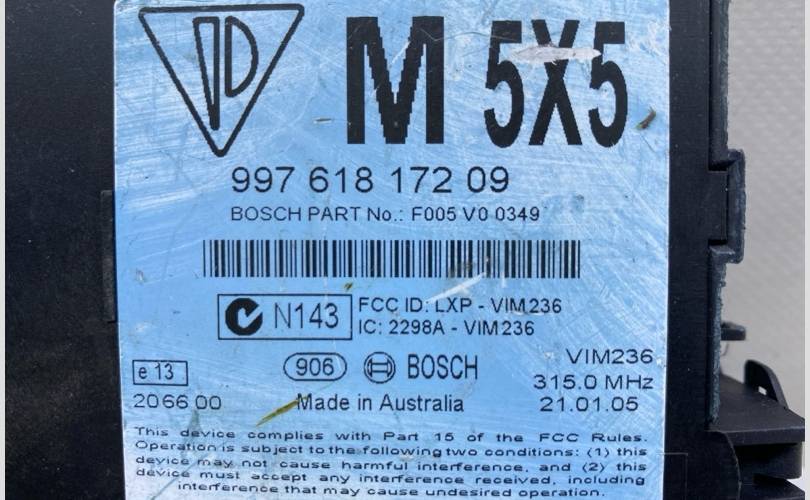 M 5X5
997 618 172 09
BOSCH PART No.: F005 V0 0349
N143
FCC ID: LXP - VIM236
IC: 2298A - VIM236
e 13
906
BOSCH
VIM236
315.0 MHz
2066 00
Made in Australia
21.01.05
This device complies with Part 15 of the FCC Rules.
Operation is subject to the following two conditions: (1) this
device may not cause harmful interference, and (2) this
device must accept any interference received, including
interference that may cause undesired operation.